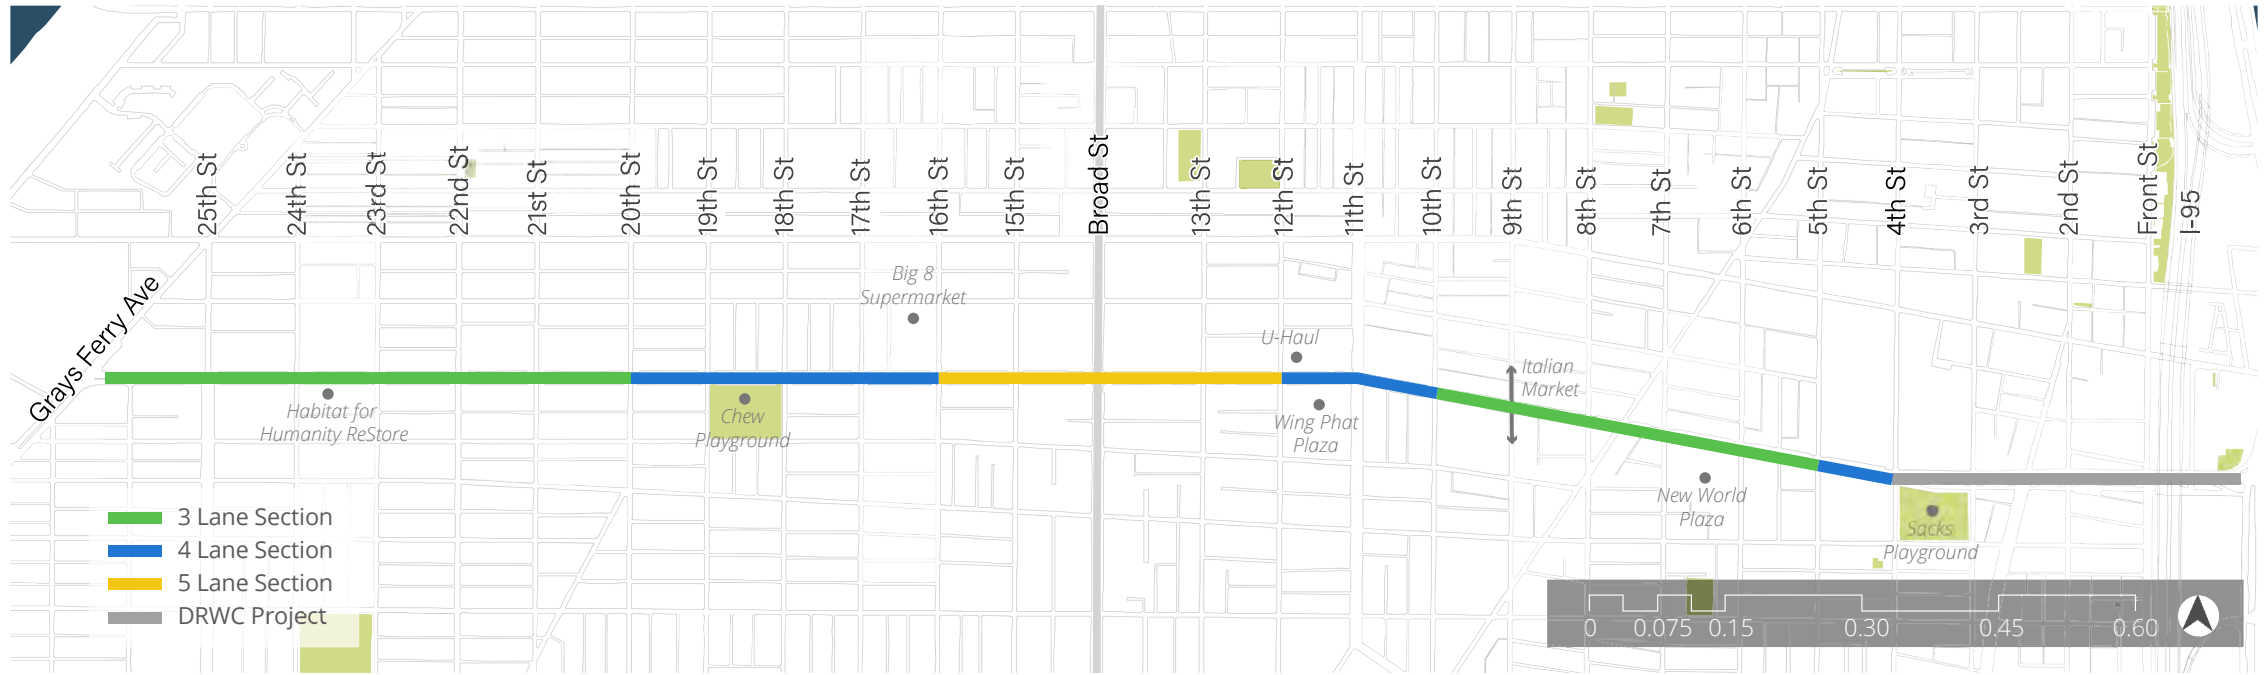 25th St
24th St
23rd St
22nd St
21st St
20th St
19th St
18th St
17th St
16th St
15th St
Broad St
13th St
12th St
11th St
10th St
9th St
8th St
7th St
6th St
5th St
4th St
3rd St
2nd St
Front St
I-95
Grays Ferry Ave
Big 8
Supermarket
U-Haul
Italian
Market
Habitat for
Humanity ReStore
Chew
Playground
Wing Phat
Plaza
New World
Plaza
Sacks
Playground
3 Lane Section
4 Lane Section
5 Lane Section
DRWC Project
0 0.075 0.15 0.30 0.45 0.60